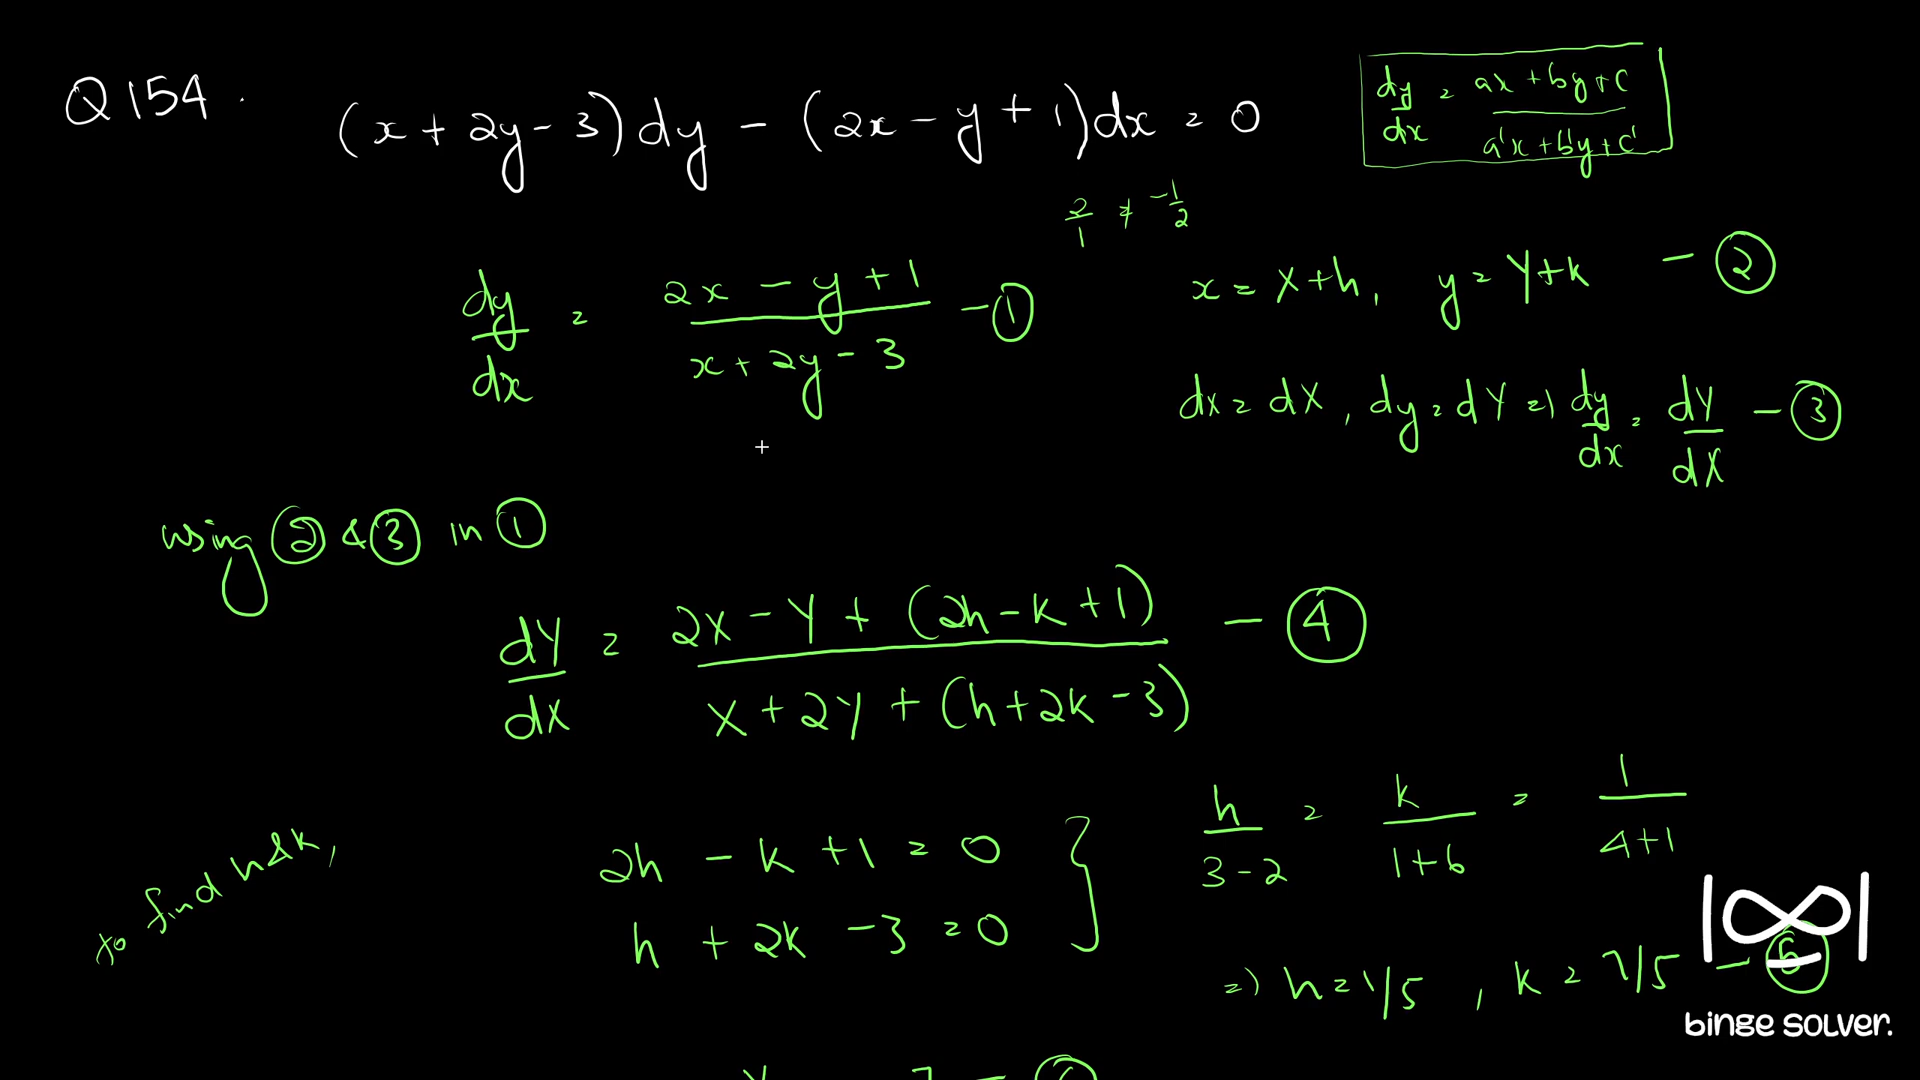 Q154. (x + 2y - 3) dy - (2x - y + 1) dx = 0
dy/dx = (ax + by + c)/(a'x + b'y + c')
2/1 ≠ -1/2
dy/dx = (2x - y + 1)/(x + 2y - 3) - ①
x = X + h, y = Y + k - ②
dx = dX, dy = dY => dy/dx = dY/dX - ③
using ② & ③ in ①
dY/dX = (2X - Y + (2h - k + 1))/(X + 2Y + (h + 2k - 3)) - ④
to find h & k,
2h - k + 1 = 0
h + 2k - 3 = 0
h/(3-2) = k/(1+6) = 1/(4+1)
=> h = 1/5, k = 7/5 - ⑤
binge solver.